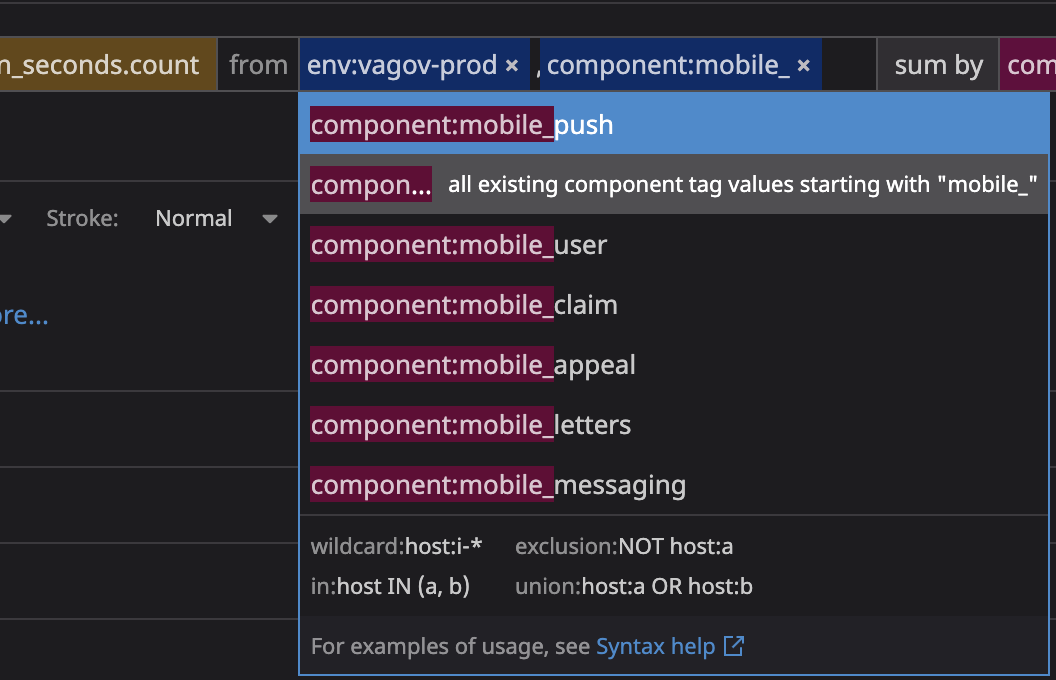 n_seconds.count from env:vagov-prod × , component:mobile_ × sum by com
component:mobile_push
compon... all existing component tag values starting with "mobile_"
Stroke: Normal
component:mobile_user
component:mobile_claim
ore...
component:mobile_appeal
component:mobile_letters
component:mobile_messaging
wildcard:host:i-* exclusion:NOT host:a
in:host IN (a, b) union:host:a OR host:b
For examples of usage, see Syntax help